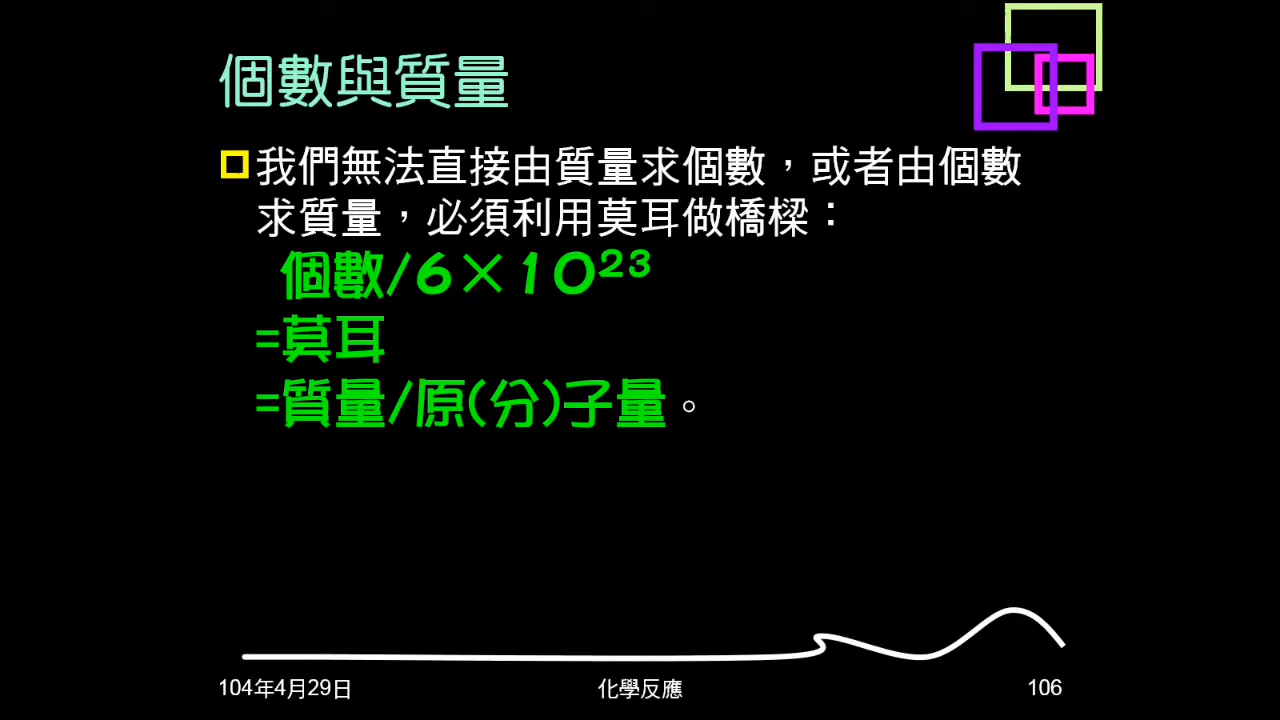 個數與質量
我們無法直接由質量求個數，或者由個數
求質量，必須利用莫耳做橋樑：
個數/6×10²³
=莫耳
=質量/原(分)子量。
104年4月29日
化學反應
106